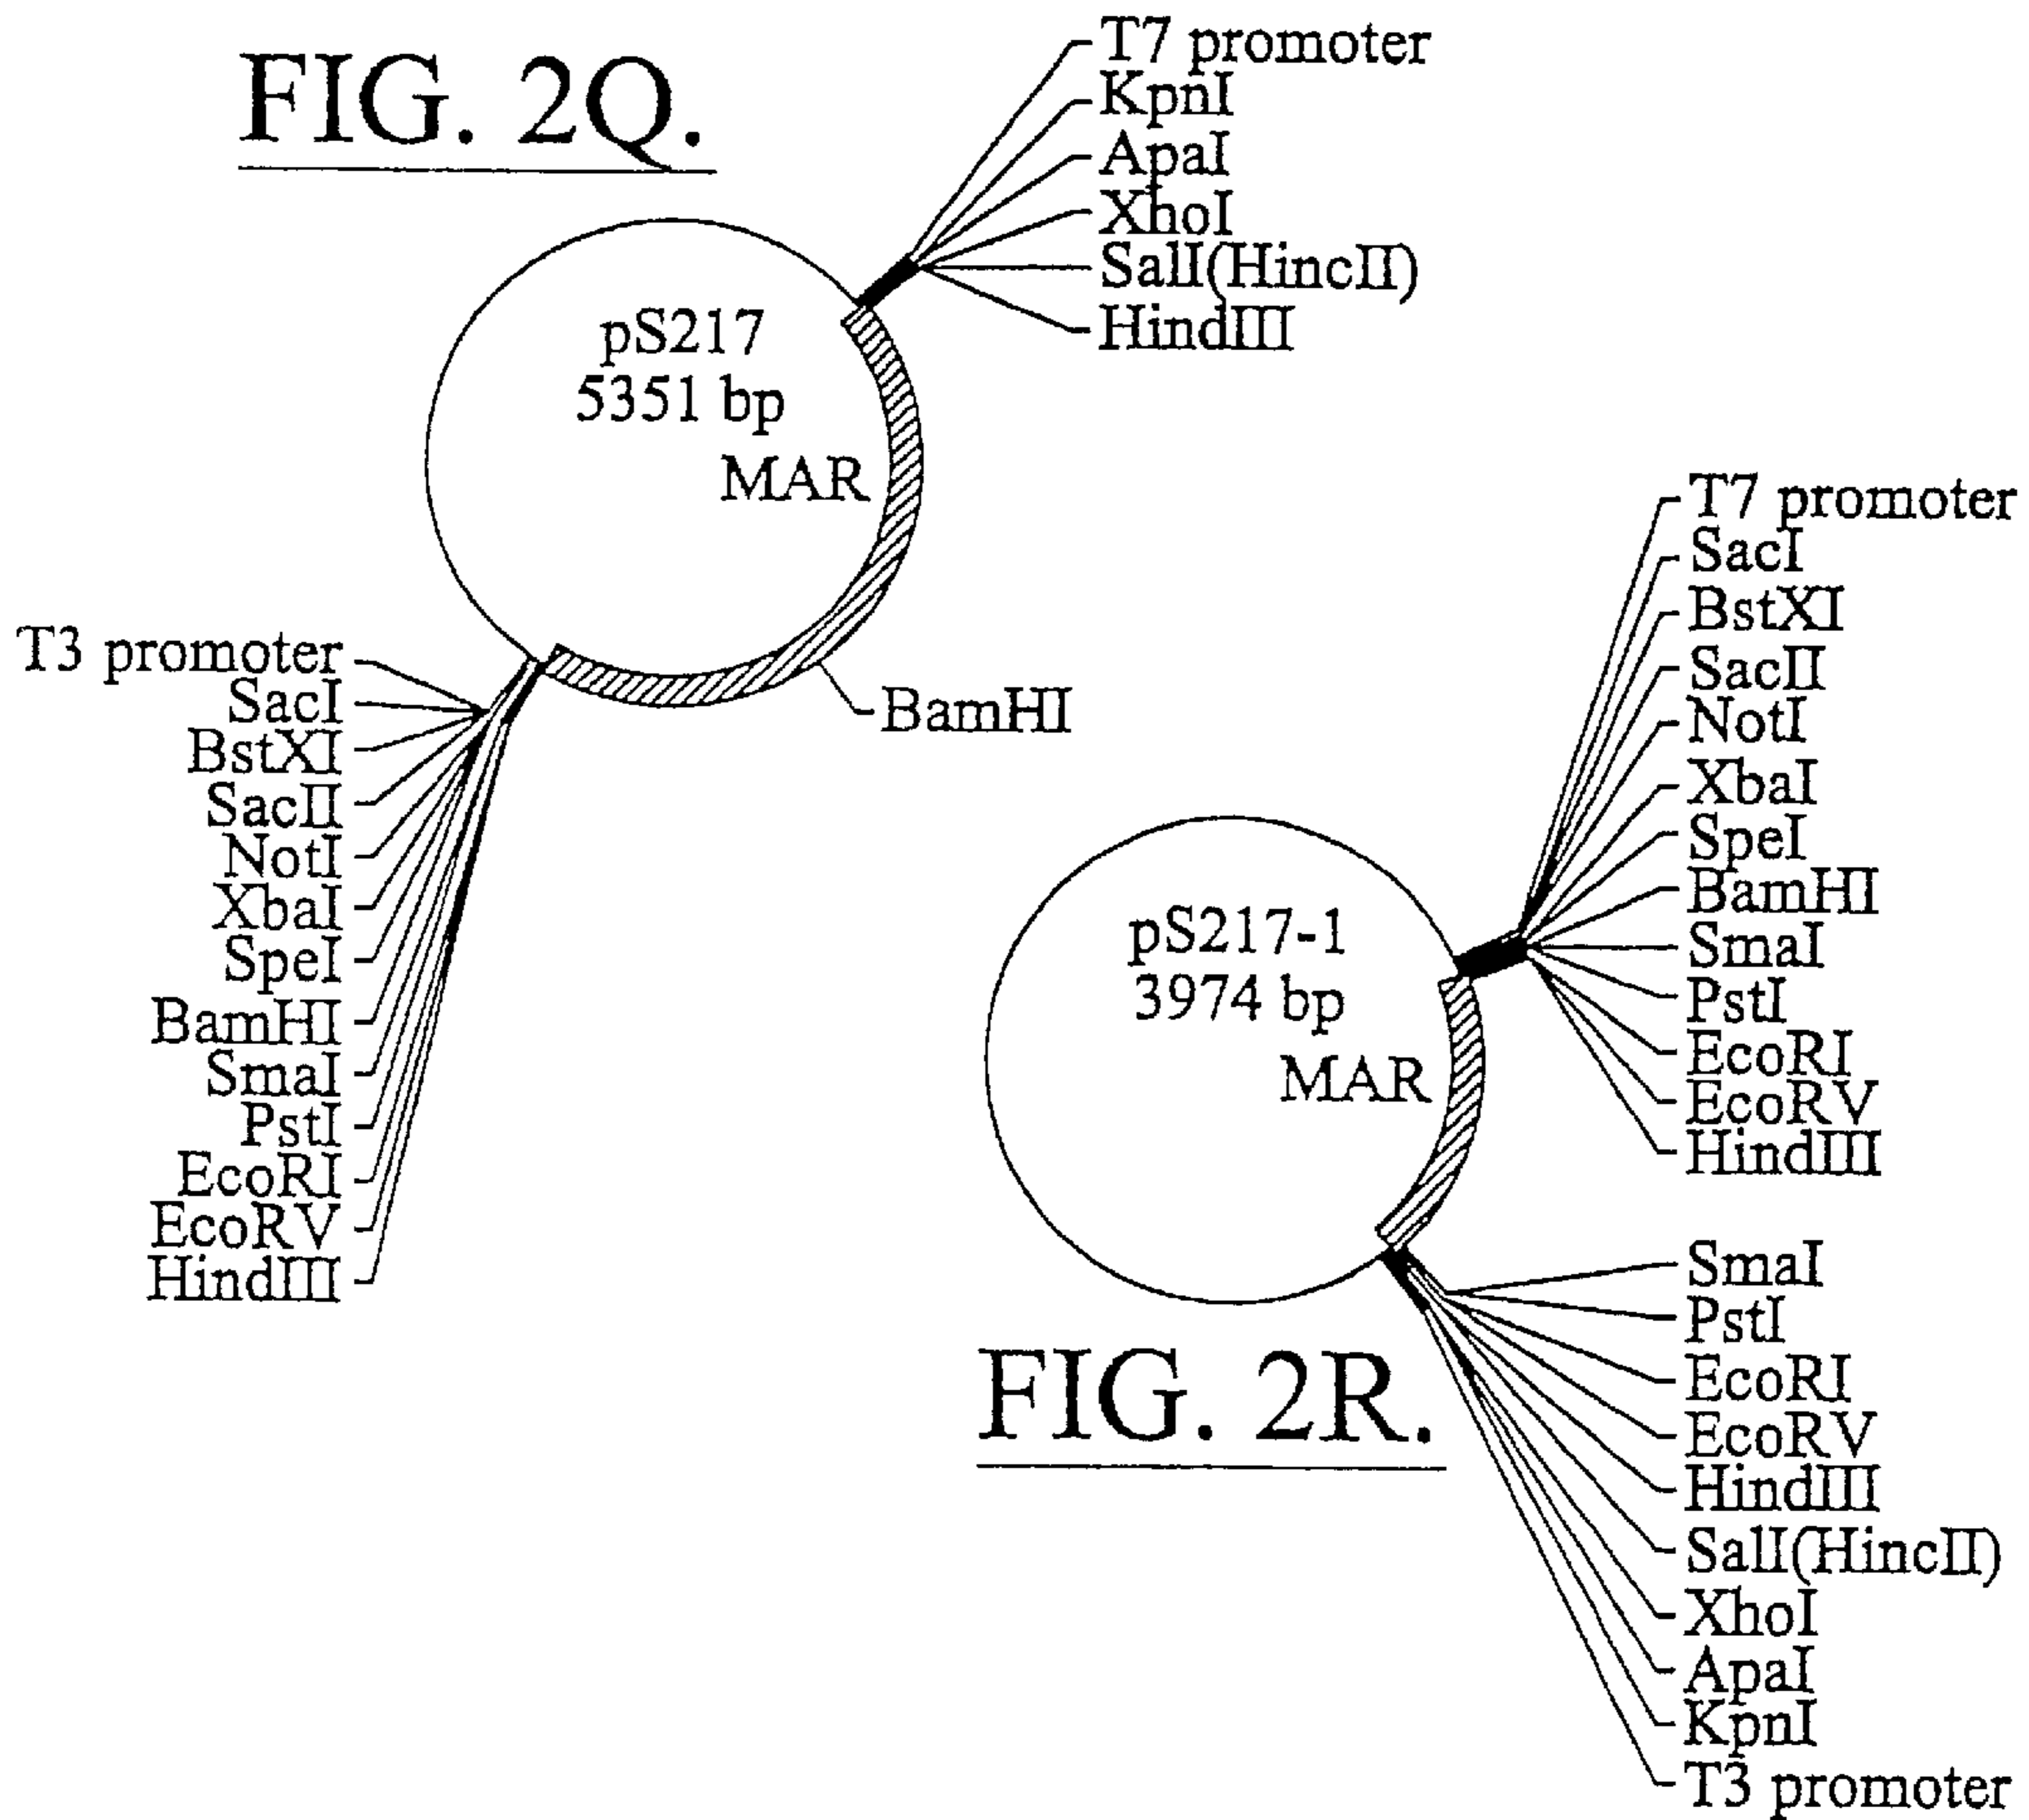 FIG. 2Q.
T7 promoter
KpnI
ApaI
XhoI
SalI(HincII)
HindIII
pS217
5351 bp
MAR
BamHI
T3 promoter
SacI
BstXI
SacII
NotI
XbaI
SpeI
BamHI
SmaI
PstI
EcoRI
EcoRV
HindIII
T7 promoter
SacI
BstXI
SacII
NotI
XbaI
SpeI
BamHI
SmaI
PstI
EcoRI
EcoRV
HindIII
pS217-1
3974 bp
MAR
SmaI
PstI
EcoRI
EcoRV
HindIII
SalI(HincII)
XhoI
ApaI
KpnI
T3 promoter
FIG. 2R.